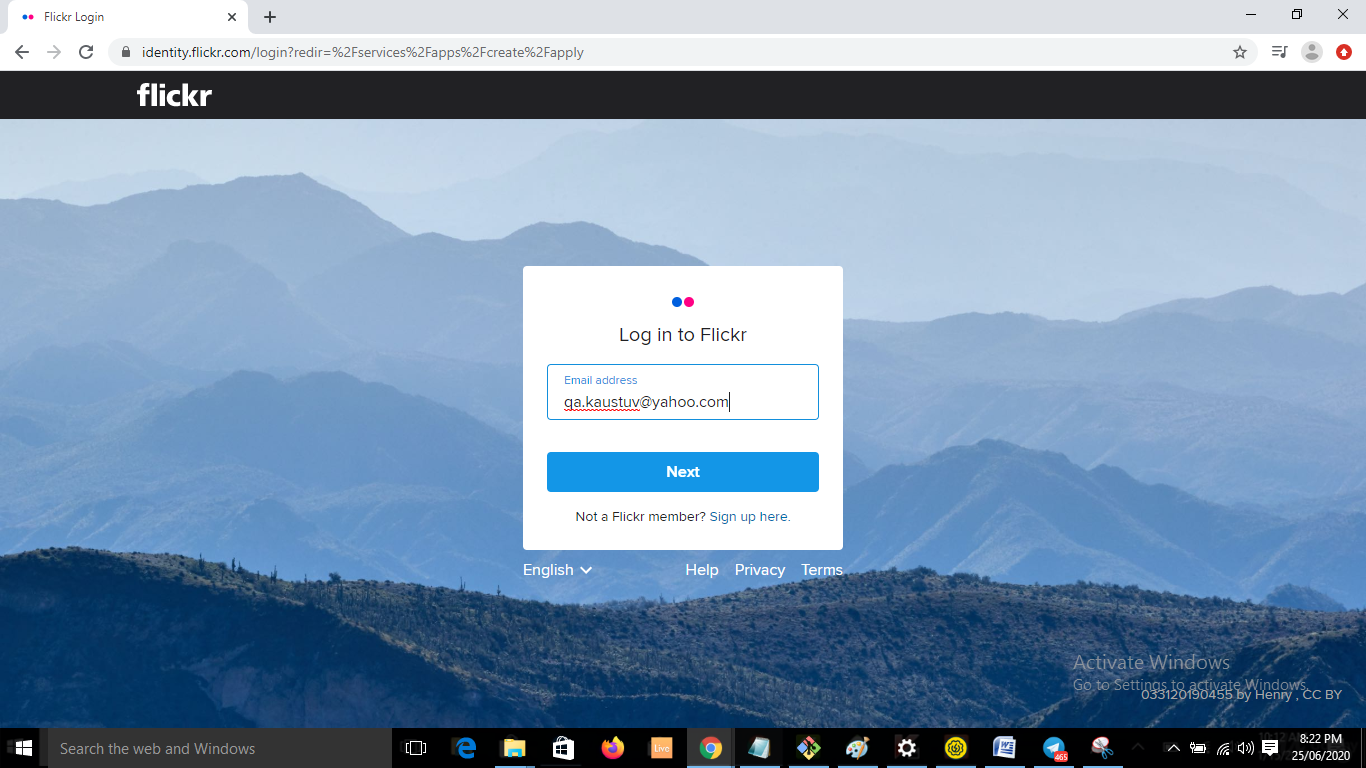 Flickr Login
identity.flickr.com/login?redir=%2Fservices%2Fapps%2Fcreate%2Fapply
flickr
Log in to Flickr
Email address
qa.kaustuv@yahoo.com
Next
Not a Flickr member? Sign up here.
English
Help Privacy Terms
Activate Windows
Go to Settings to activate Windows.
033120190455 by Henry , CC BY
Search the web and Windows
Live
465
8:22 PM
25/06/2020